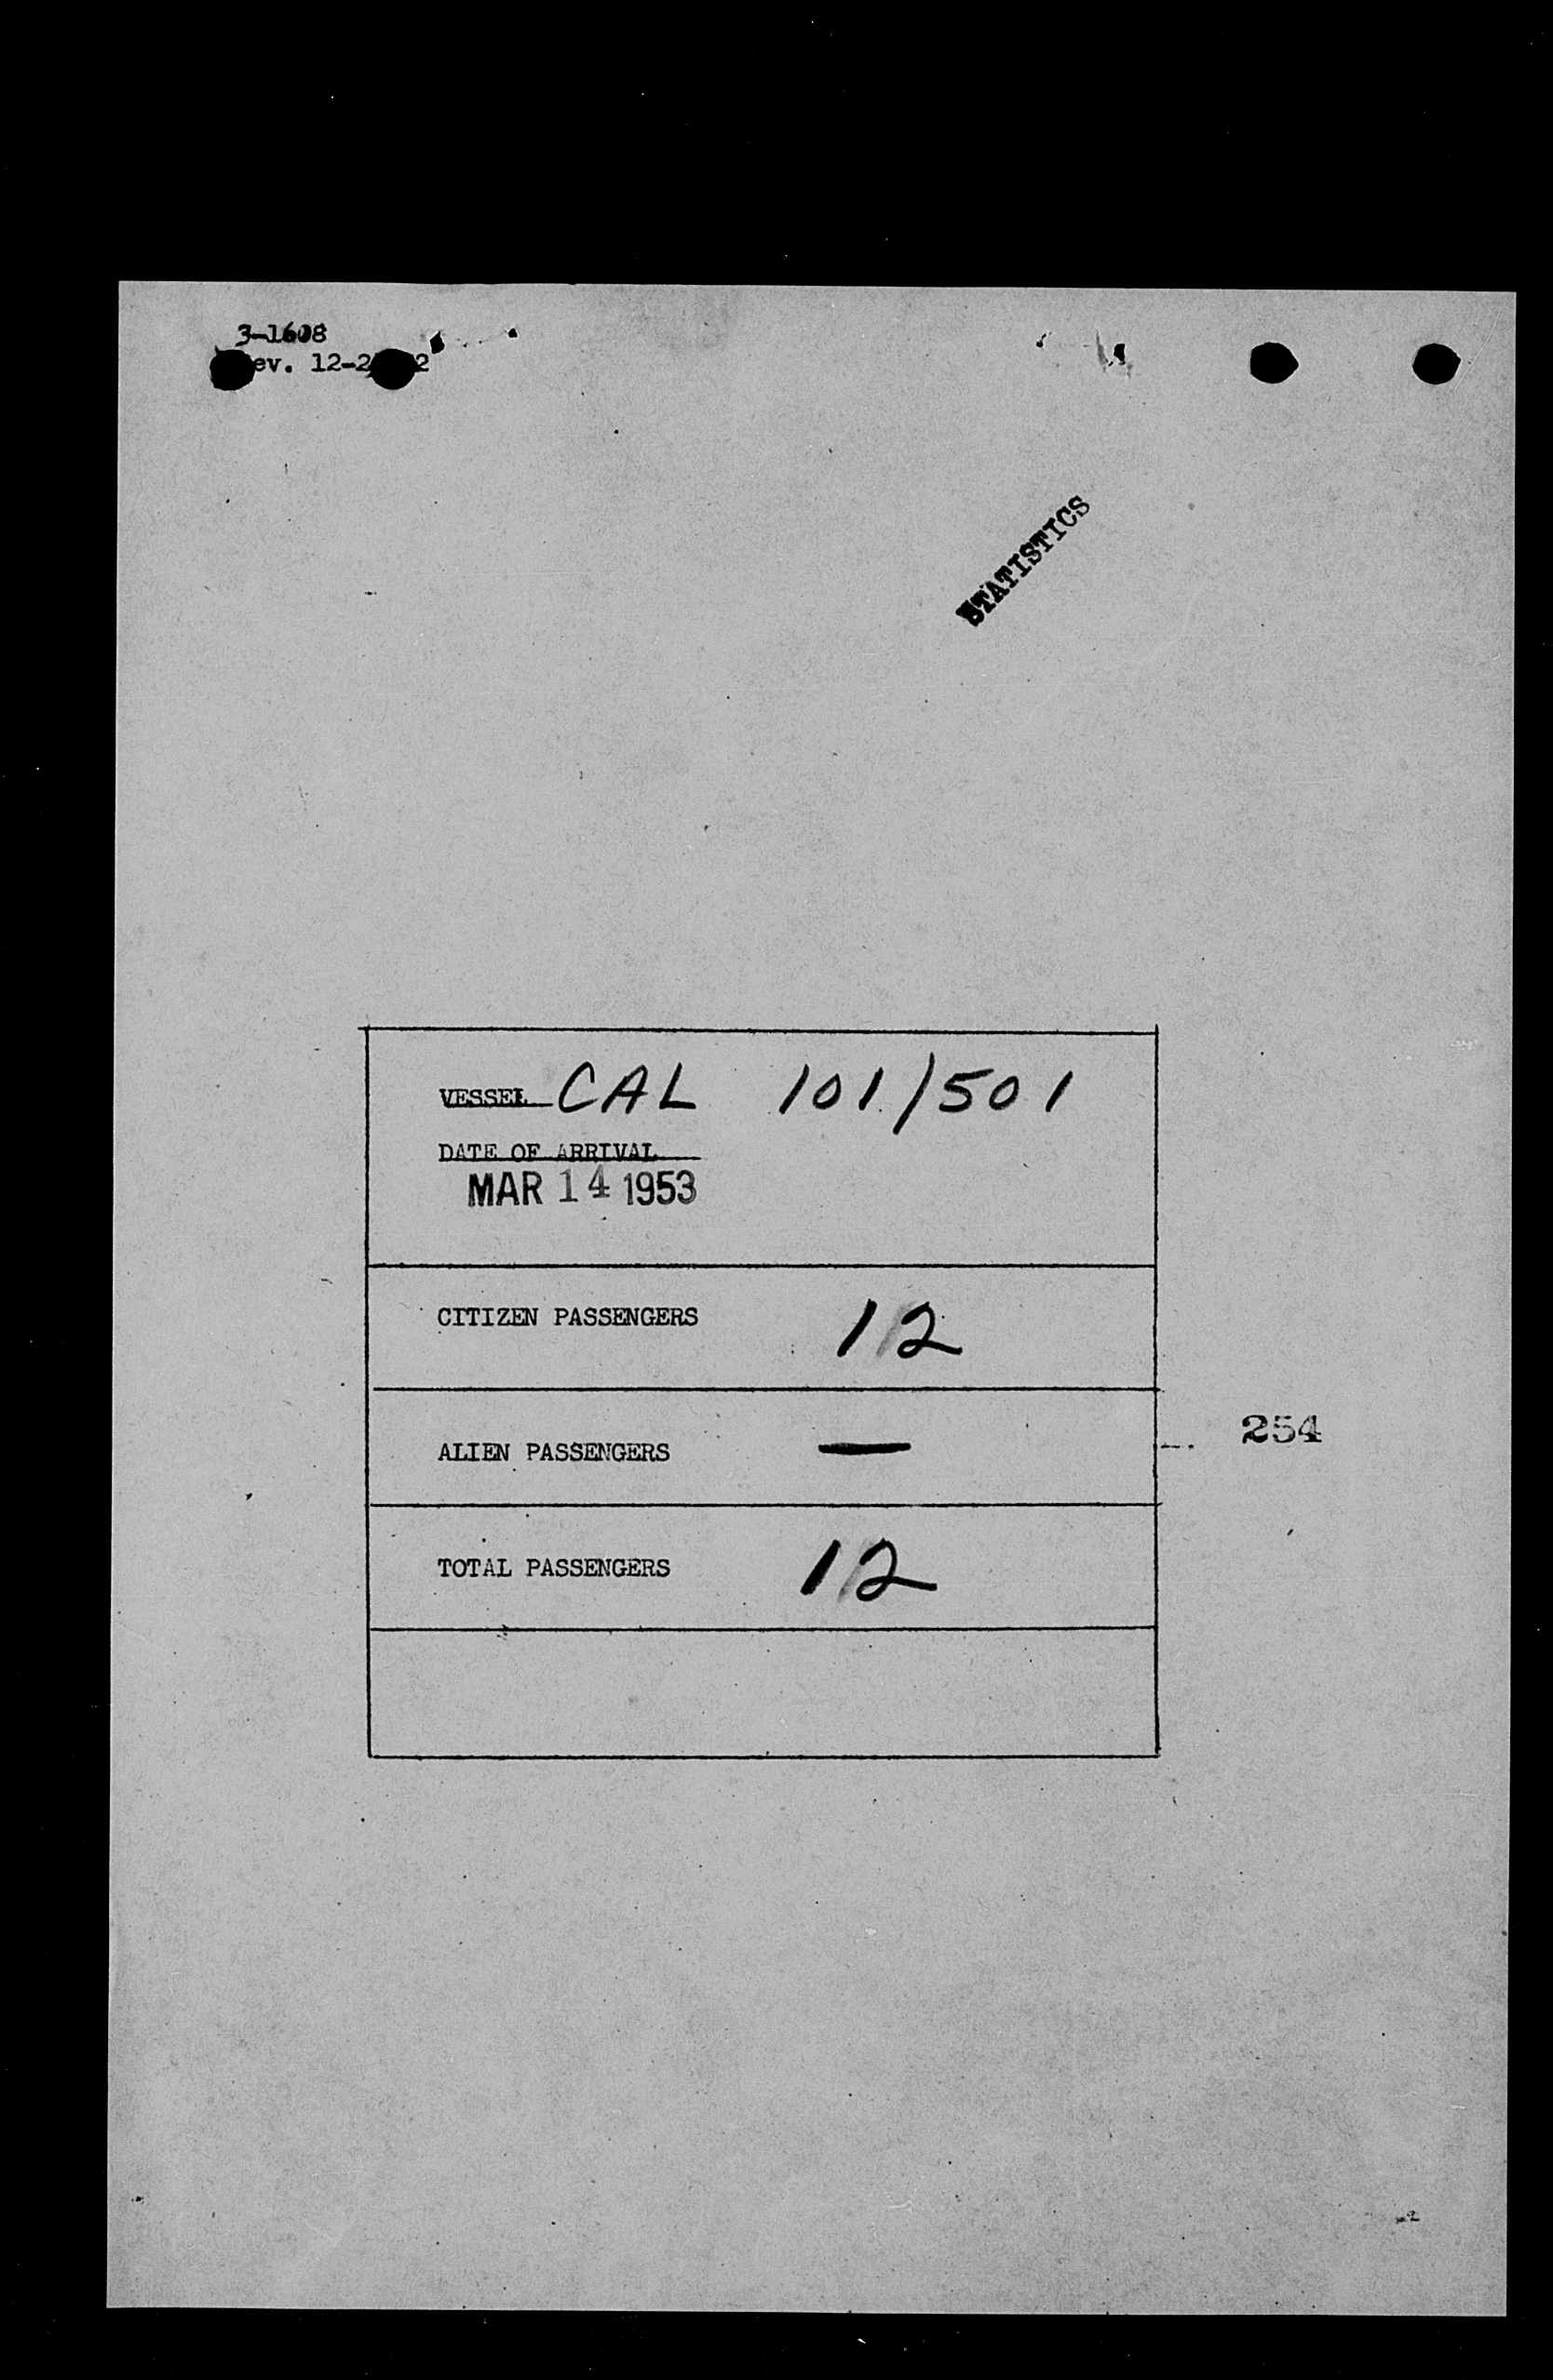 3-1608
ev. 12-2 2
STATISTICS
VESSEL CAL 101/501
DATE OF ARRIVAL
MAR 14 1953
CITIZEN PASSENGERS 12
ALIEN PASSENGERS —
254
TOTAL PASSENGERS 12